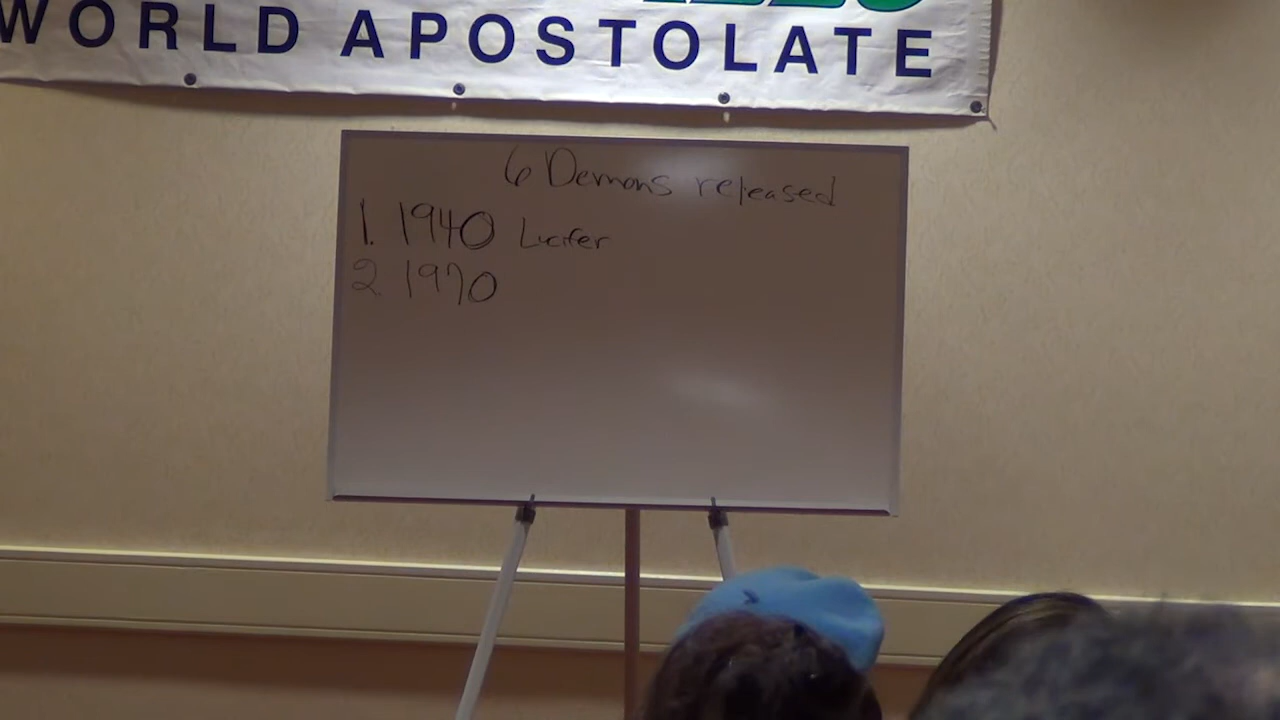 WORLD APOSTOLATE
6 Demons released
1. 1940 Lucifer
2. 1970